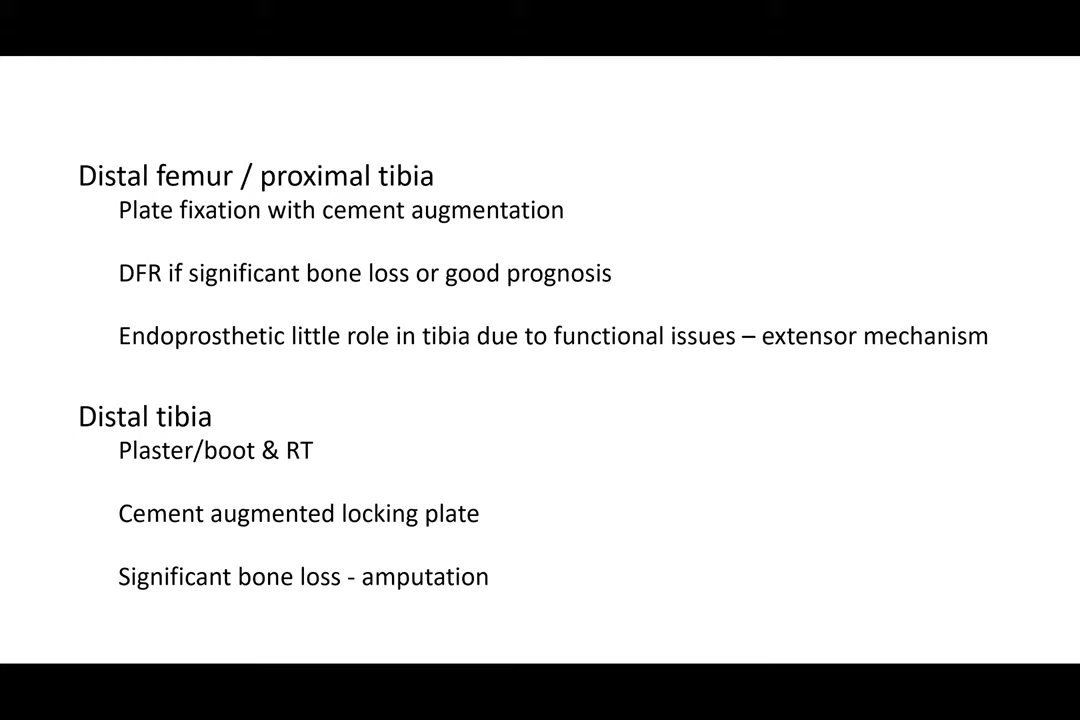 Distal femur / proximal tibia
Plate fixation with cement augmentation
DFR if significant bone loss or good prognosis
Endoprosthetic little role in tibia due to functional issues – extensor mechanism
Distal tibia
Plaster/boot & RT
Cement augmented locking plate
Significant bone loss - amputation